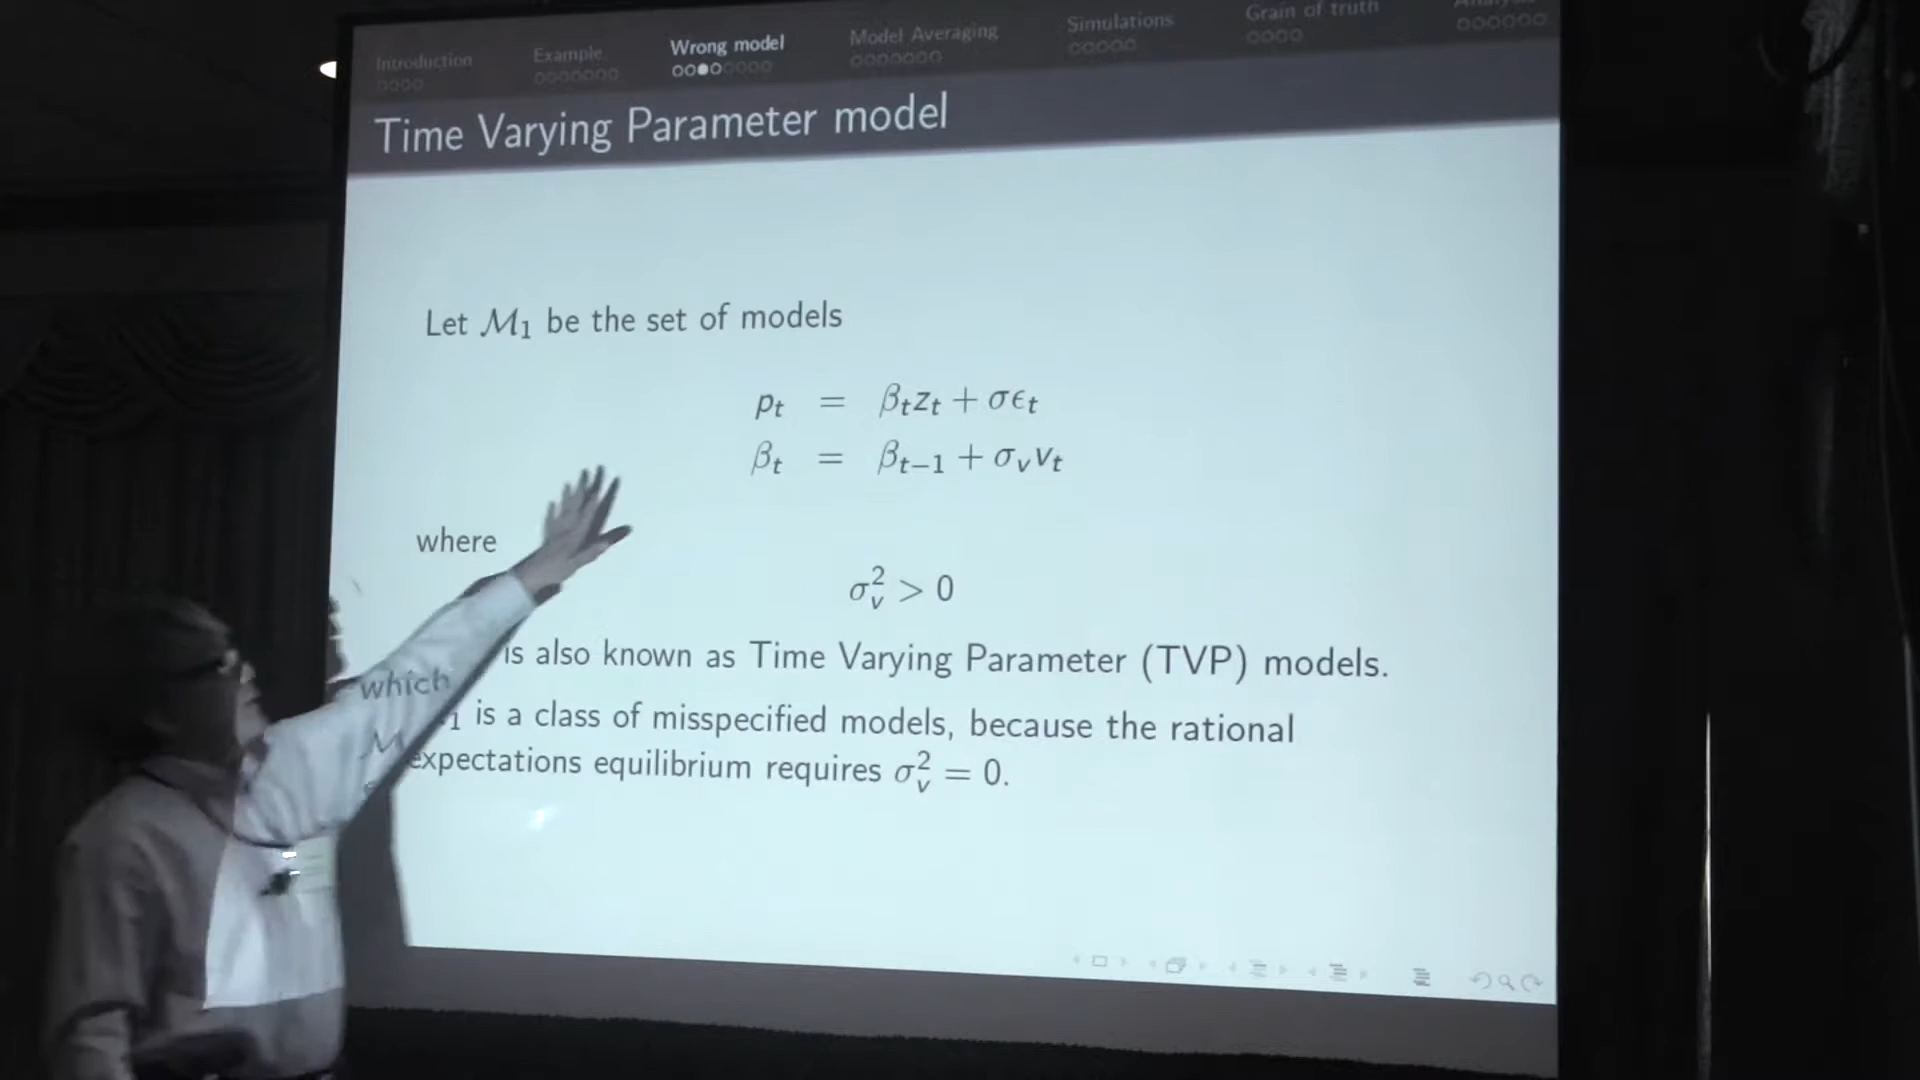 Introduction Example Wrong model Model Averaging Simulations Grain of truth
Time Varying Parameter model
Let ℳ₁ be the set of models
pₜ = βₜzₜ + σϵₜ
βₜ = βₜ₋₁ + σᵥvₜ
where
σᵥ² > 0
which is also known as Time Varying Parameter (TVP) models.
ℳ₁ is a class of misspecified models, because the rational
expectations equilibrium requires σᵥ² = 0.